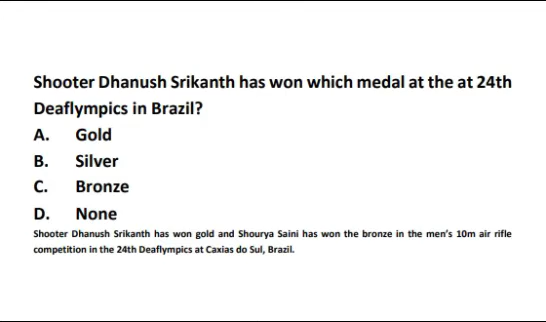 Shooter Dhanush Srikanth has won which medal at the at 24th
Deaflympics in Brazil?
A. Gold
B. Silver
C. Bronze
D. None
Shooter Dhanush Srikanth has won gold and Shourya Saini has won the bronze in the men's 10m air rifle
competition in the 24th Deaflympics at Caxias do Sul, Brazil.